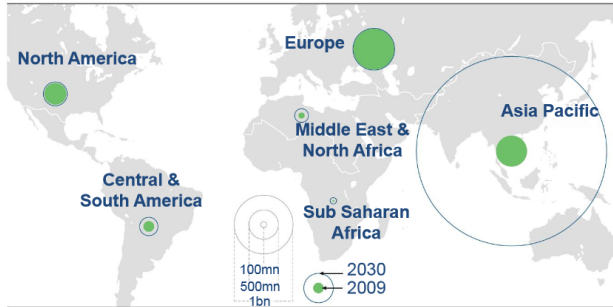 North America
Europe
Asia Pacific
Middle East &
North Africa
Central &
South America
Sub Saharan
Africa
100mn
500mn
1bn
2030
2009